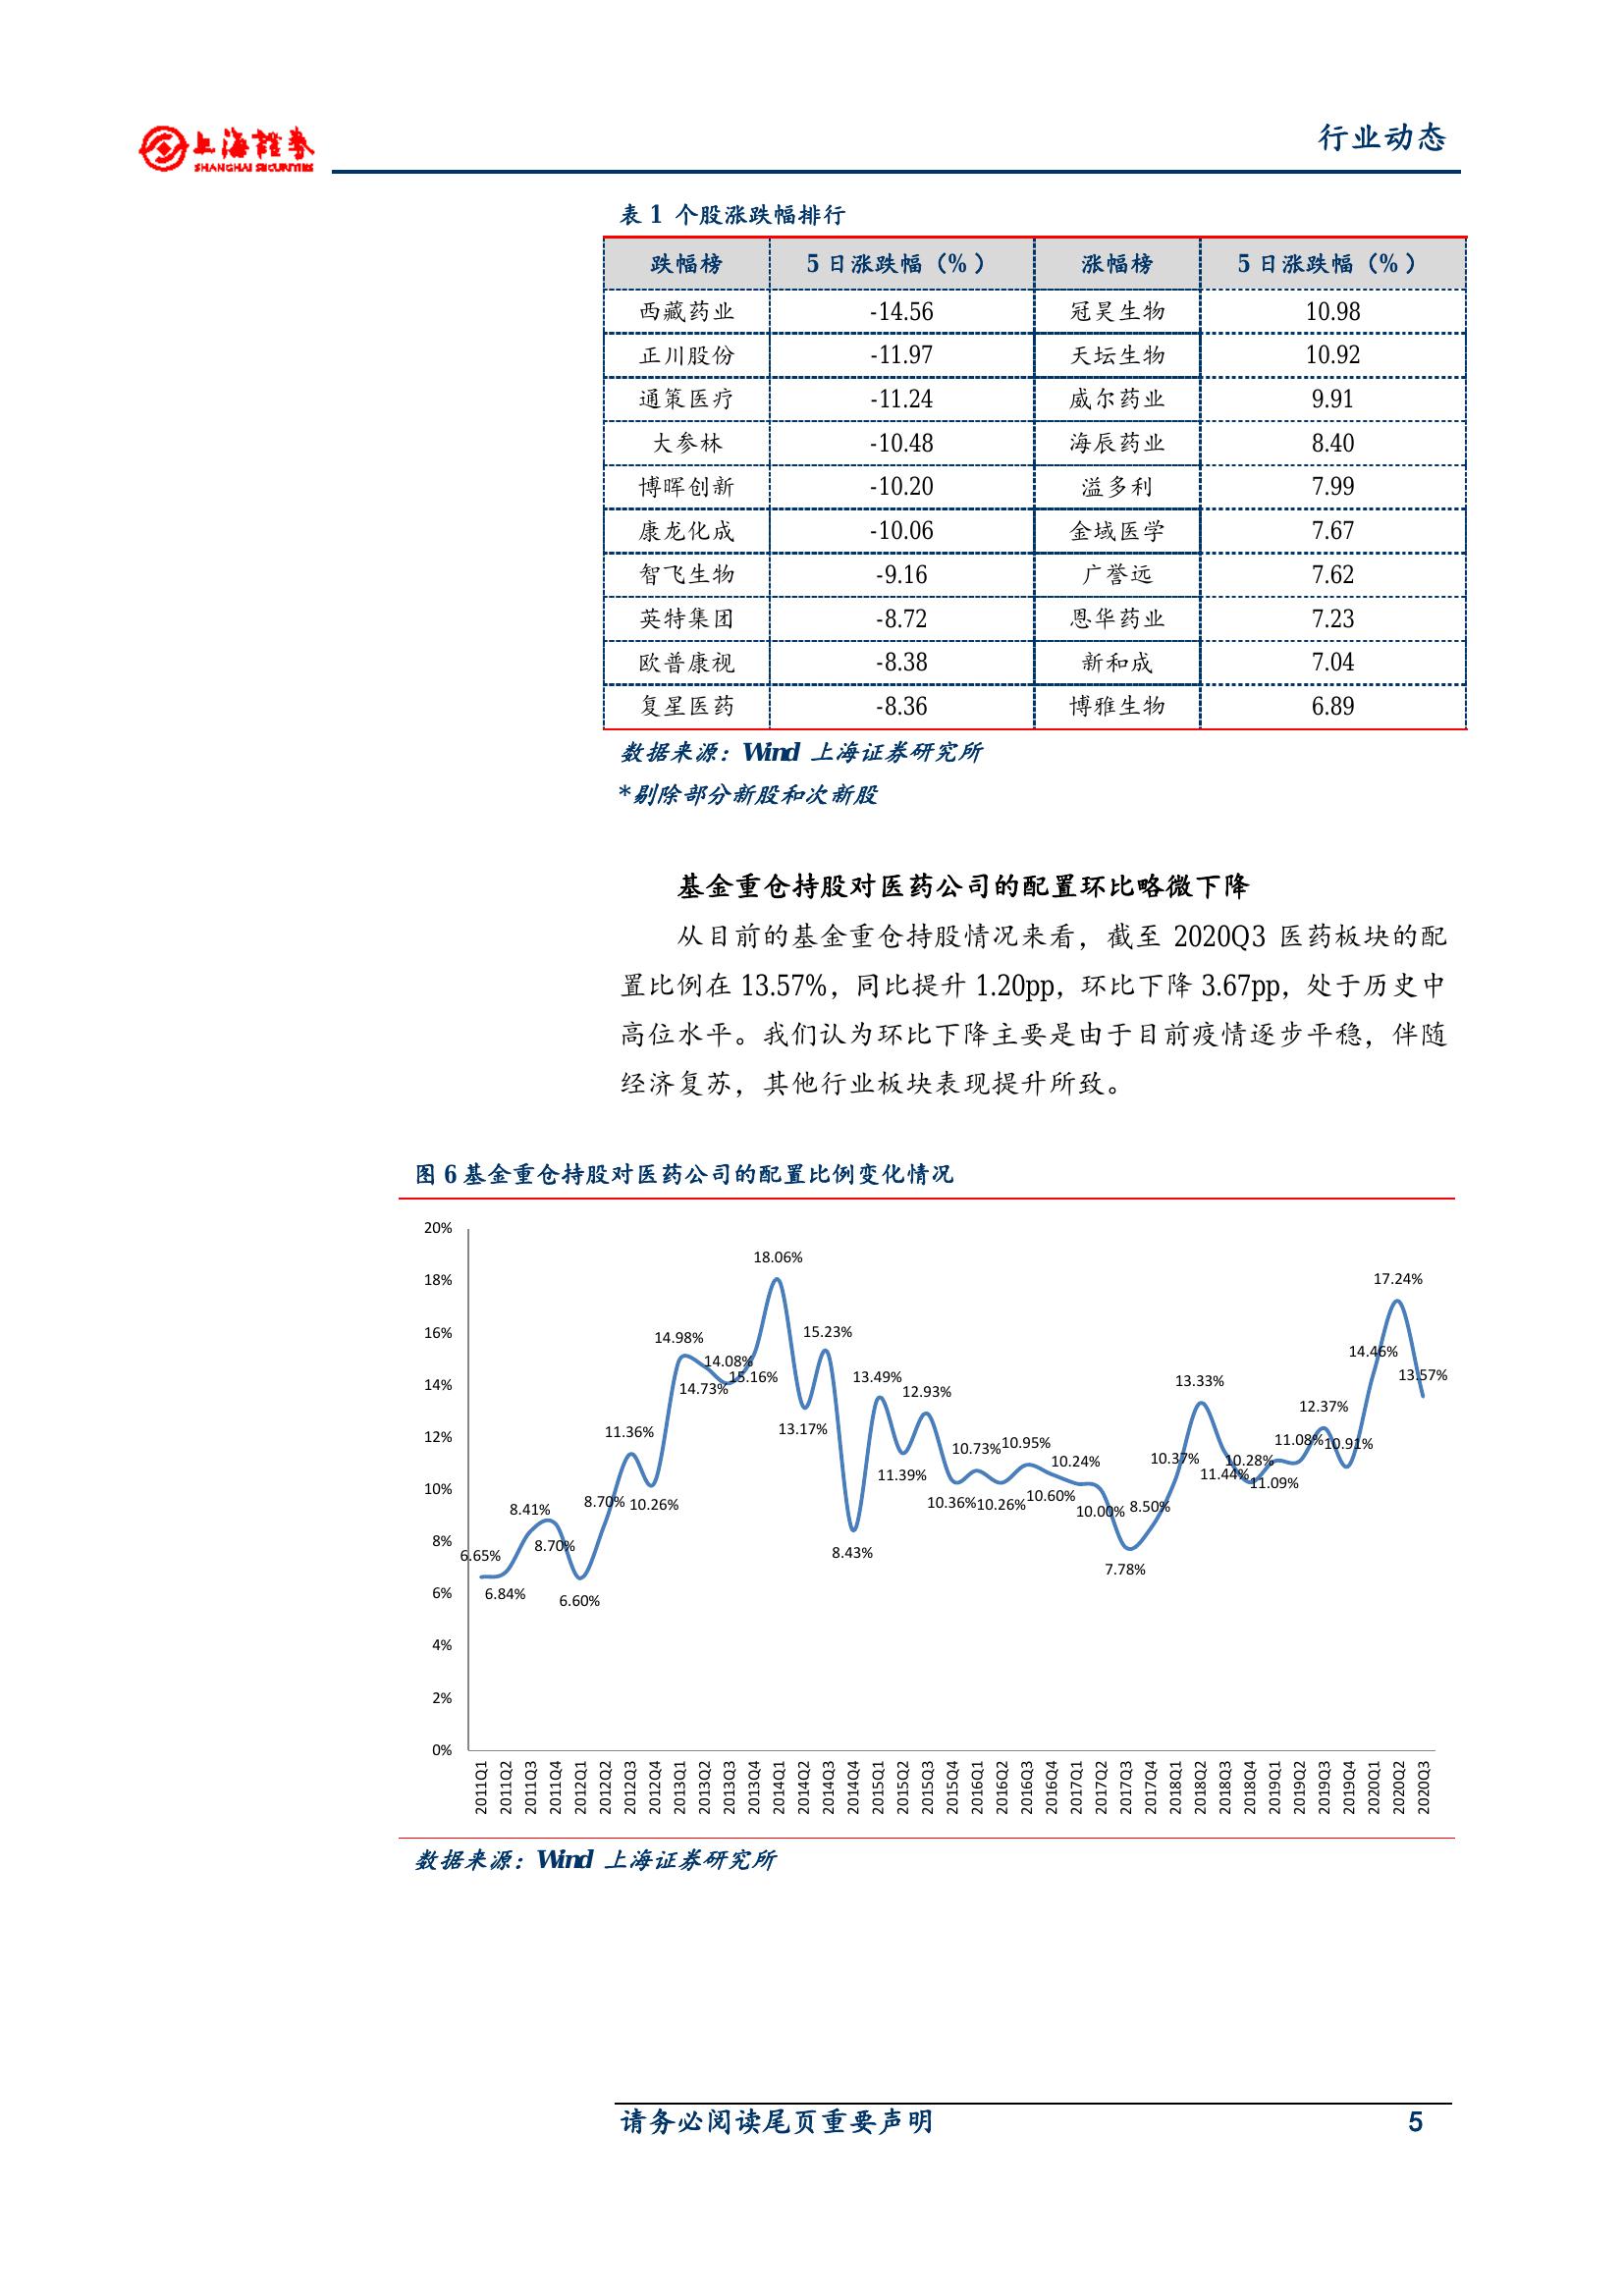 上海證券
SHANGHAI SECURITIES
行业动态
表 1 个股涨跌幅排行
跌幅榜 5 日涨跌幅（%） 涨幅榜 5 日涨跌幅（%）
西藏药业 -14.56 冠昊生物 10.98
正川股份 -11.97 天坛生物 10.92
通策医疗 -11.24 威尔药业 9.91
大参林 -10.48 海辰药业 8.40
博晖创新 -10.20 溢多利 7.99
康龙化成 -10.06 金域医学 7.67
智飞生物 -9.16 广誉远 7.62
英特集团 -8.72 恩华药业 7.23
欧普康视 -8.38 新和成 7.04
复星医药 -8.36 博雅生物 6.89
数据来源：Wind 上海证券研究所
*剔除部分新股和次新股
基金重仓持股对医药公司的配置环比略微下降
从目前的基金重仓持股情况来看，截至 2020Q3 医药板块的配
置比例在 13.57%，同比提升 1.20pp，环比下降 3.67pp，处于历史中
高位水平。我们认为环比下降主要是由于目前疫情逐步平稳，伴随
经济复苏，其他行业板块表现提升所致。
图 6 基金重仓持股对医药公司的配置比例变化情况
20%
18%
16%
14%
12%
10%
8%
6%
4%
2%
0%
6.65%
6.84%
8.41%
8.70%
6.60%
8.70%
11.36%
10.26%
14.98%
14.73%
14.08%
15.16%
18.06%
13.17%
15.23%
8.43%
13.49%
11.39%
12.93%
10.36%
10.73%
10.26%
10.95%
10.60%
10.24%
10.00%
7.78%
8.50%
10.37%
13.33%
11.44%
10.28%
11.09%
11.08%
12.37%
10.91%
14.46%
17.24%
13.57%
2011Q1
2011Q2
2011Q3
2011Q4
2012Q1
2012Q2
2012Q3
2012Q4
2013Q1
2013Q2
2013Q3
2013Q4
2014Q1
2014Q2
2014Q3
2014Q4
2015Q1
2015Q2
2015Q3
2015Q4
2016Q1
2016Q2
2016Q3
2016Q4
2017Q1
2017Q2
2017Q3
2017Q4
2018Q1
2018Q2
2018Q3
2018Q4
2019Q1
2019Q2
2019Q3
2019Q4
2020Q1
2020Q2
2020Q3
数据来源：Wind 上海证券研究所
请务必阅读尾页重要声明 5